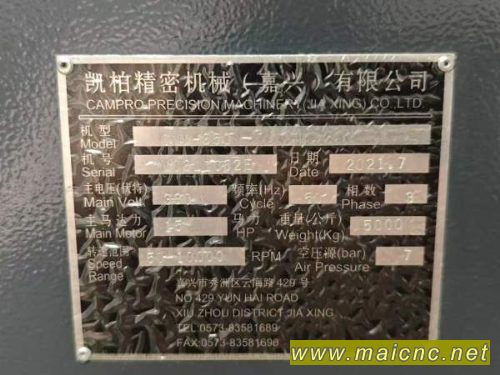 凯柏精密机械（嘉兴）有限公司
CAMPRO PRECISION MACHINERY (JIA XING) CO.,LTD.
机型
Model
机号 日期 2021.7
Serial Date
主电压(伏特) 频率(Hz) 相数 3
Main Volt Cycle Phase
主马达力 25 马力 重量(公斤) 5000
Main Motor HP Weight(Kg)
转速范围 RPM 空压源(bar) 7
Speed Range Air Pressure
嘉兴市秀洲区云海路429号
NO.429 YUN HAI ROAD
XIU ZHOU DISTRICT JIA XING
TEL:0573-83581689
FAX:0573-83581690
www.maicnc.net